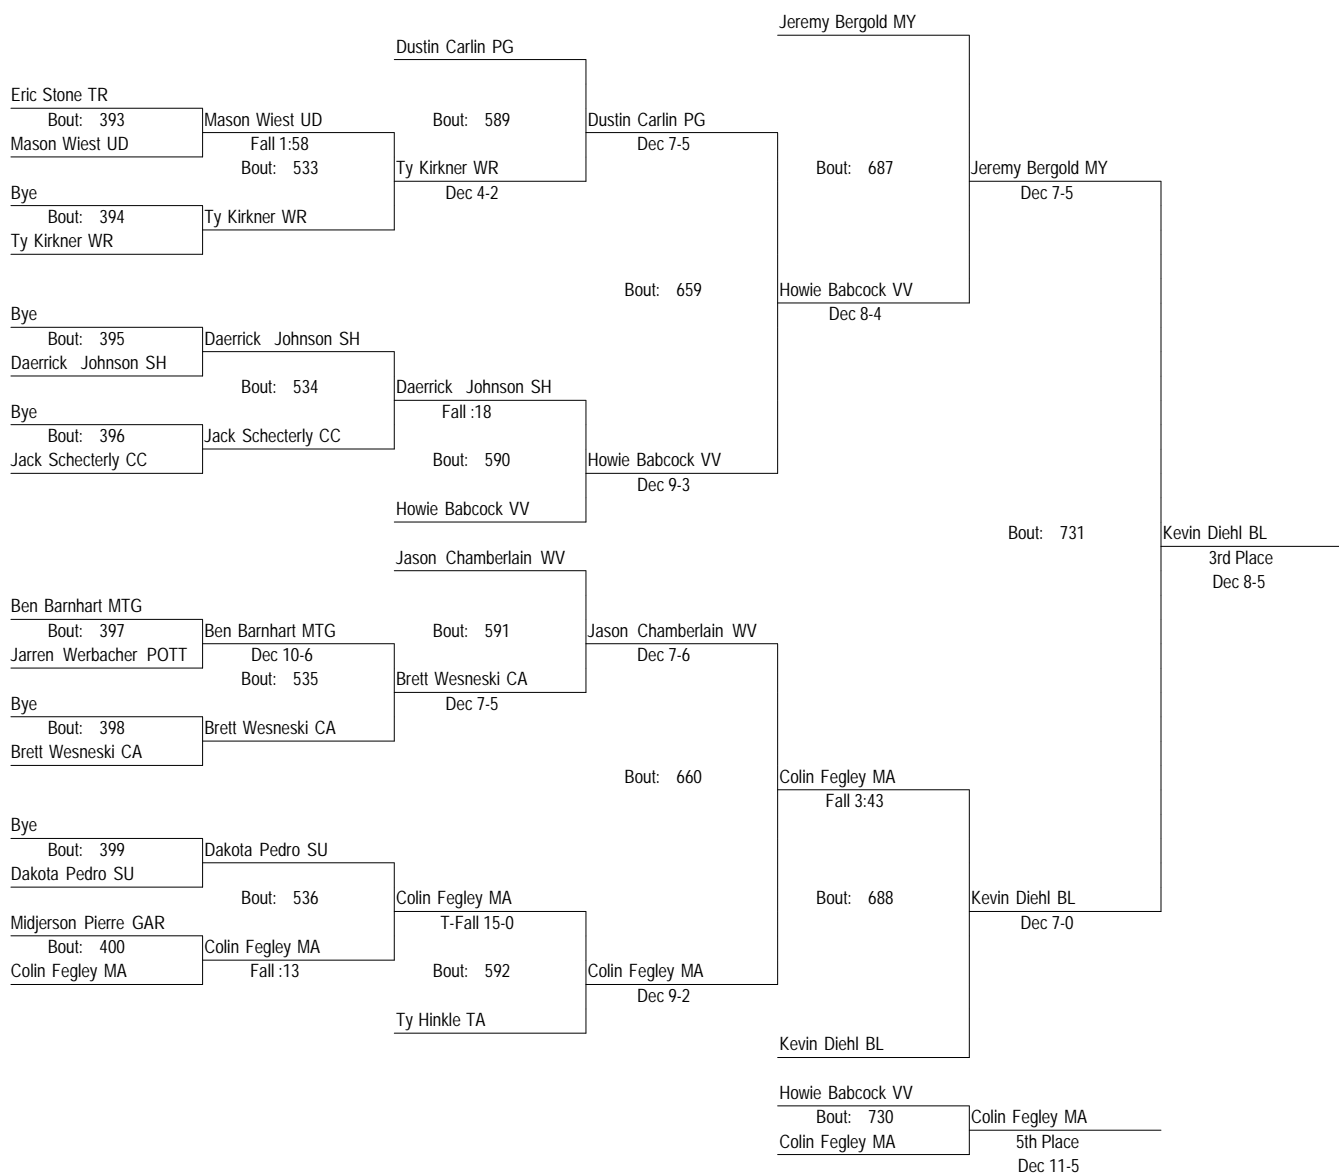 Jeremy Bergold MY
Dustin Carlin PG
Eric Stone TR
Bout: 393
Mason Wiest UD
Mason Wiest UD
Fall 1:58
Bout: 533
Bye
Bout: 394
Ty Kirkner WR
Ty Kirkner WR
Bout: 589
Ty Kirkner WR
Dec 4-2
Dustin Carlin PG
Dec 7-5
Bout: 687
Jeremy Bergold MY
Dec 7-5
Bout: 659
Howie Babcock VV
Dec 8-4
Bye
Bout: 395
Daerrick Johnson SH
Daerrick Johnson SH
Bout: 534
Bye
Bout: 396
Jack Schecterly CC
Jack Schecterly CC
Daerrick Johnson SH
Fall :18
Bout: 590
Howie Babcock VV
Howie Babcock VV
Dec 9-3
Bout: 731
Kevin Diehl BL
3rd Place
Dec 8-5
Jason Chamberlain WV
Ben Barnhart MTG
Bout: 397
Jarren Werbacher POTT
Ben Barnhart MTG
Dec 10-6
Bout: 535
Bye
Bout: 398
Brett Wesneski CA
Brett Wesneski CA
Bout: 591
Brett Wesneski CA
Dec 7-5
Jason Chamberlain WV
Dec 7-6
Bout: 660
Colin Fegley MA
Fall 3:43
Bye
Bout: 399
Dakota Pedro SU
Dakota Pedro SU
Bout: 536
Midjerson Pierre GAR
Bout: 400
Colin Fegley MA
Colin Fegley MA
Fall :13
Colin Fegley MA
T-Fall 15-0
Bout: 592
Ty Hinkle TA
Colin Fegley MA
Dec 9-2
Bout: 688
Kevin Diehl BL
Dec 7-0
Kevin Diehl BL
Howie Babcock VV
Bout: 730
Colin Fegley MA
Colin Fegley MA
5th Place
Dec 11-5